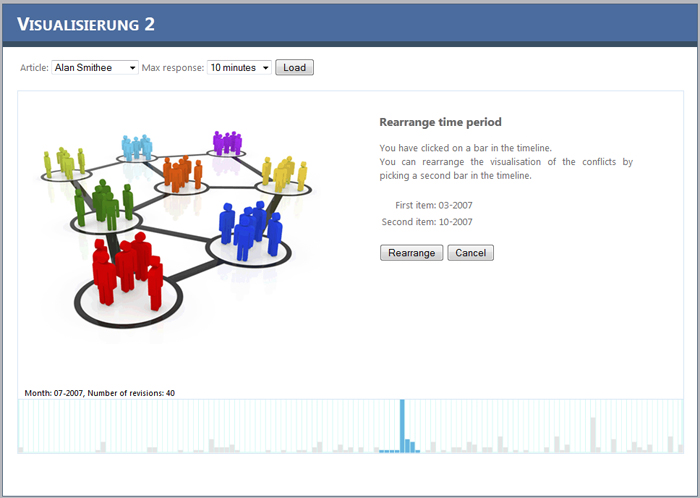 Visualisierung 2
Article: Alan Smithee Max response: 10 minutes Load
Rearrange time period
You have clicked on a bar in the timeline.
You can rearrange the visualisation of the conflicts by
picking a second bar in the timeline.
First item: 03-2007
Second item: 10-2007
Rearrange Cancel
Month: 07-2007, Number of revisions: 40